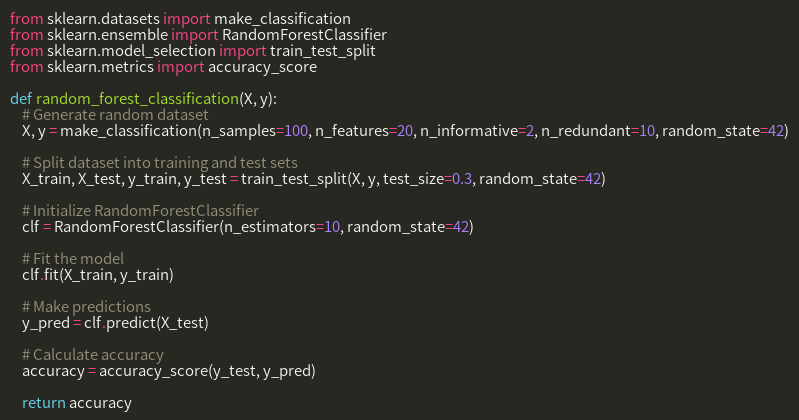 from sklearn.datasets import make_classification
from sklearn.ensemble import RandomForestClassifier
from sklearn.model_selection import train_test_split
from sklearn.metrics import accuracy_score

def random_forest_classification(X, y):
    # Generate random dataset
    X, y = make_classification(n_samples=100, n_features=20, n_informative=2, n_redundant=10, random_state=42)

    # Split dataset into training and test sets
    X_train, X_test, y_train, y_test = train_test_split(X, y, test_size=0.3, random_state=42)

    # Initialize RandomForestClassifier
    clf = RandomForestClassifier(n_estimators=10, random_state=42)

    # Fit the model
    clf.fit(X_train, y_train)

    # Make predictions
    y_pred = clf.predict(X_test)

    # Calculate accuracy
    accuracy = accuracy_score(y_test, y_pred)

    return accuracy